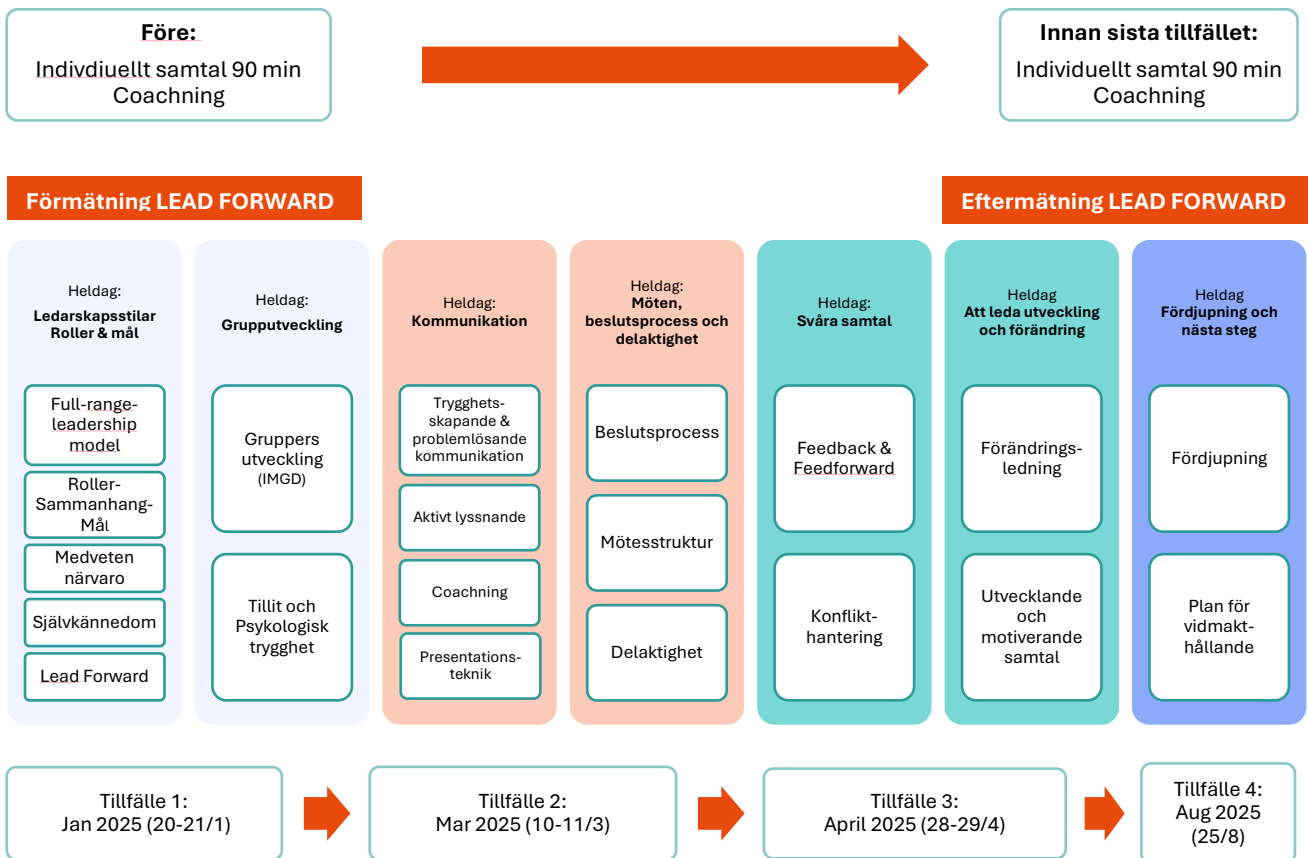 Före:
Indivdiuellt samtal 90 min
Coachning
Innan sista tillfället:
Individuellt samtal 90 min
Coachning
Förmätning LEAD FORWARD
Eftermätning LEAD FORWARD
Heldag:
Ledarskapsstilar
Roller & mål
Full-range-
leadership
model
Roller-
Sammanhang-
Mål
Medveten
närvaro
Självkännedom
Lead Forward
Heldag:
Grupputveckling
Gruppers
utveckling
(IMGD)
Tillit och
Psykologisk
trygghet
Heldag:
Kommunikation
Trygghets-
skapande &
problemlösande
kommunikation
Aktivt lyssnande
Coachning
Presentations-
teknik
Heldag:
Möten,
beslutsprocess och
delaktighet
Beslutsprocess
Mötesstruktur
Delaktighet
Heldag:
Svåra samtal
Feedback &
Feedforward
Konflikt-
hantering
Heldag
Att leda utveckling
och förändring
Förändrings-
ledning
Utvecklande
och
motiverande
samtal
Heldag
Fördjupning och
nästa steg
Fördjupning
Plan för
vidmakt-
hållande
Tillfälle 1:
Jan 2025 (20-21/1)
Tillfälle 2:
Mar 2025 (10-11/3)
Tillfälle 3:
April 2025 (28-29/4)
Tillfälle 4:
Aug 2025
(25/8)